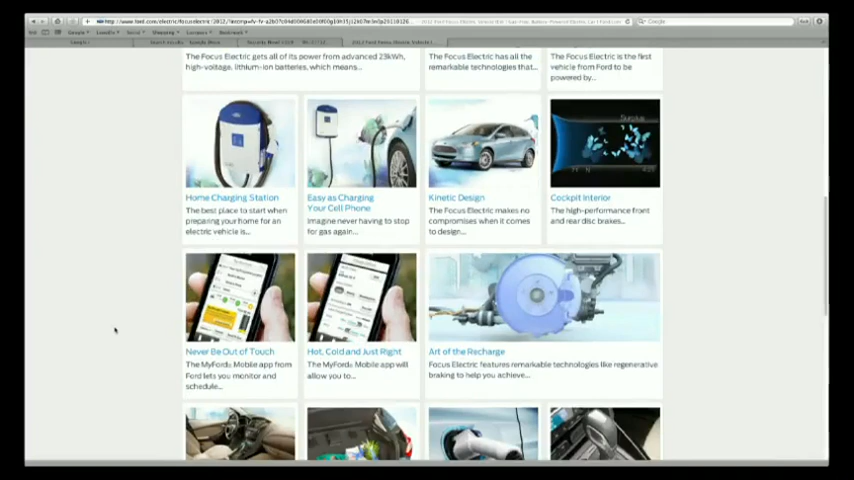 The Focus Electric gets all of its power from advanced 23kWh,
high-voltage, lithium-ion batteries, which means...
The Focus Electric has all the
remarkable technologies that...
The Focus Electric is the first
vehicle from Ford to be
powered by...
Home Charging Station
The best place to start when
preparing your home for an
electric vehicle is...
Easy as Charging
Your Cell Phone
Imagine never having to stop
for gas again...
Kinetic Design
The Focus Electric makes no
compromises when it comes
to design...
Surplus
Cockpit Interior
The high-performance front
and rear disc brakes...
Never Be Out of Touch
The MyFord® Mobile app from
Ford lets you monitor and
schedule...
Hot, Cold and Just Right
The MyFord® Mobile app will
allow you to...
Art of the Recharge
Focus Electric features remarkable technologies like regenerative
braking to help you achieve...